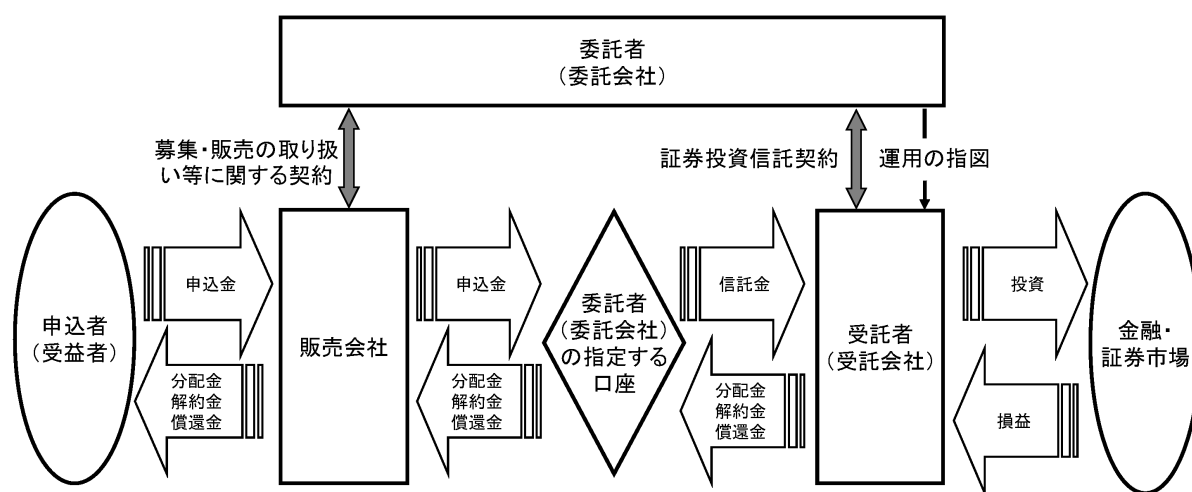 委託者
（委託会社）
募集・販売の取り扱
い等に関する契約
証券投資信託契約
運用の指図
申込者
（受益者）
申込金
分配金
解約金
償還金
販売会社
申込金
分配金
解約金
償還金
委託者
（委託会社）
の指定する
口座
信託金
分配金
解約金
償還金
受託者
（受託会社）
投資
損益
金融・
証券市場